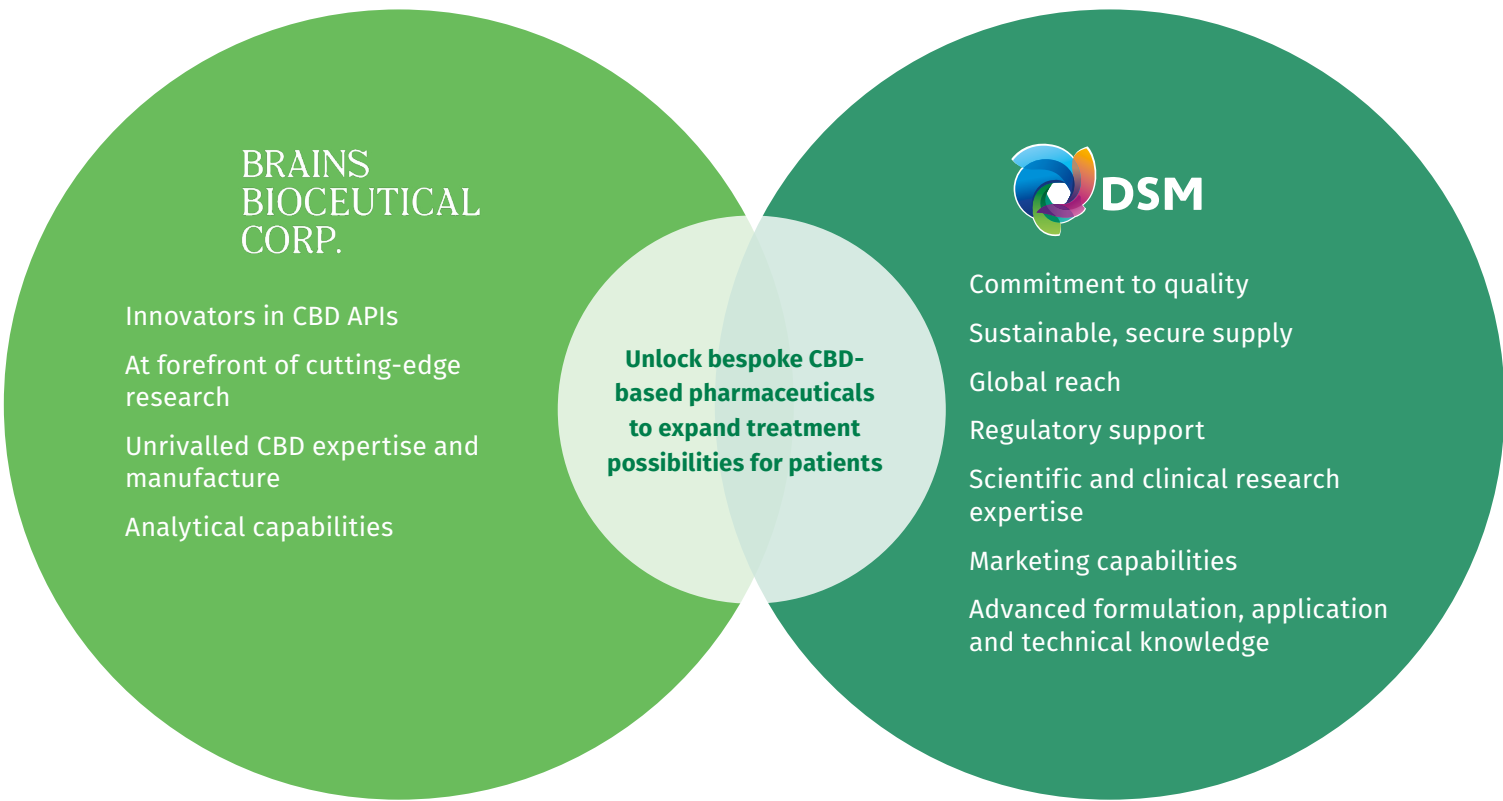 BRAINS
BIOCEUTICAL
CORP.
Innovators in CBD APIs
At forefront of cutting-edge
research
Unrivalled CBD expertise and
manufacture
Analytical capabilities
Unlock bespoke CBD-
based pharmaceuticals
to expand treatment
possibilities for patients
DSM
Commitment to quality
Sustainable, secure supply
Global reach
Regulatory support
Scientific and clinical research
expertise
Marketing capabilities
Advanced formulation, application
and technical knowledge